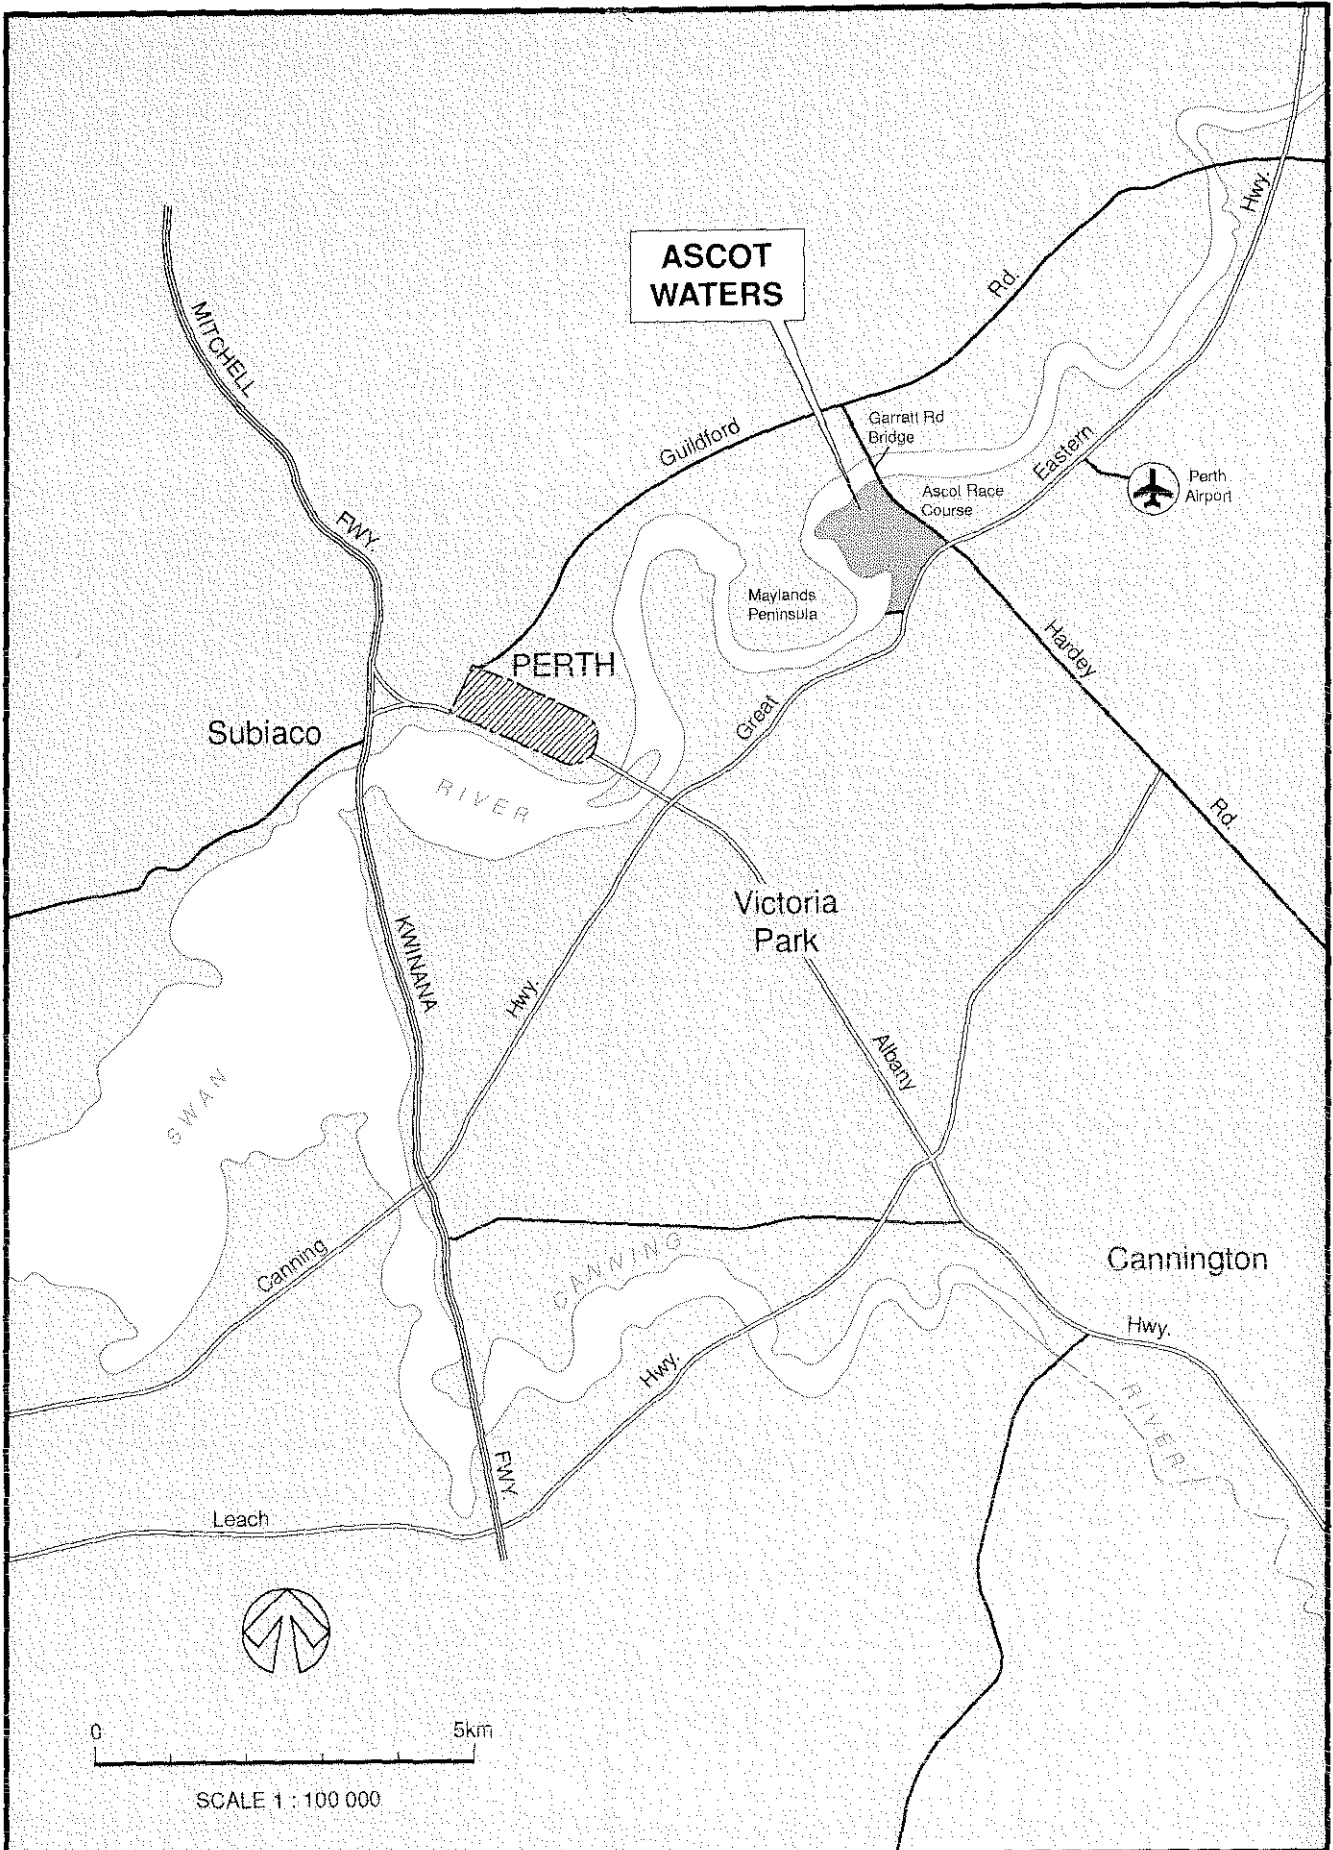 Hwy.
ASCOT
WATERS
Rd.
MITCHELL
Garratt Rd
Bridge
Guildford
Eastern
Perth
Airport
Ascot Race
Course
FWY
Maylands
Peninsula
Hardey
PERTH
Great
Subiaco
RIVER
Rd.
Victoria
Park
KWINANA
Hwy.
Albany
SWAN
Canning
CANNING
Cannington
Hwy.
Hwy.
RIVER
FWY
Leach
0
5km
SCALE 1 : 100 000